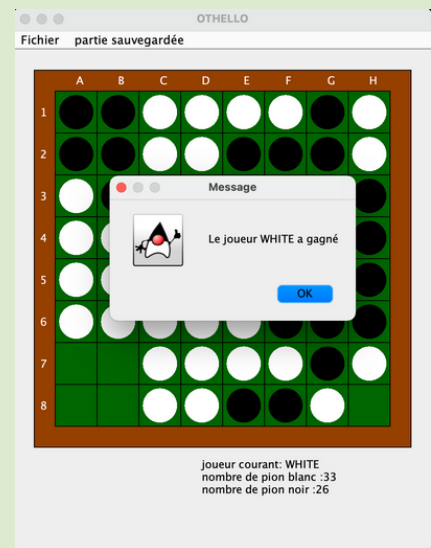 OTHELLO
Fichier partie sauvegardée
A B C D E F G H
1
2
3
Message
4
Le joueur WHITE a gagné
5
OK
6
7
8
joueur courant: WHITE
nombre de pion blanc :33
nombre de pion noir :26